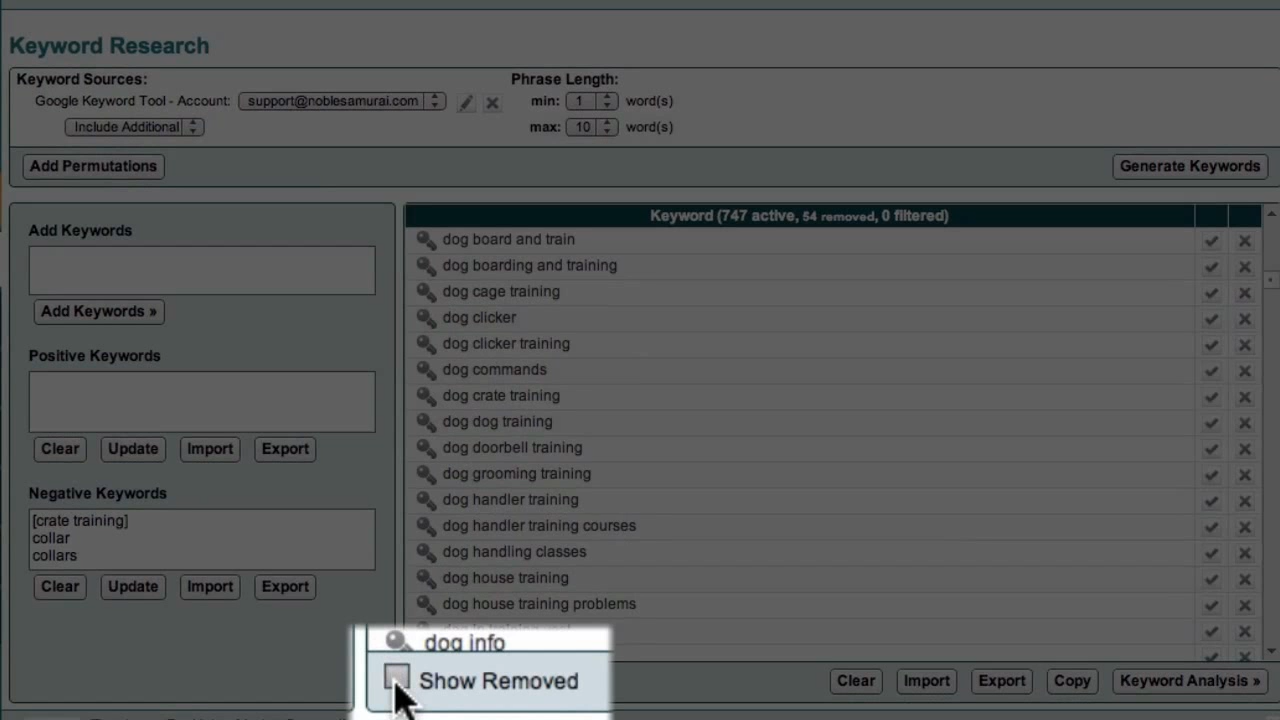 Keyword Research
Keyword Sources:
Phrase Length:
Google Keyword Tool - Account: support@noblesamurai.com
min: 1 word(s)
Include Additional
max: 10 word(s)
Add Permutations
Generate Keywords
Add Keywords
Add Keywords »
Positive Keywords
Clear Update Import Export
Negative Keywords
[crate training]
collar
collars
Clear Update Import Export
Keyword (747 active, 54 removed, 0 filtered)
dog board and train
dog boarding and training
dog cage training
dog clicker
dog clicker training
dog commands
dog crate training
dog dog training
dog doorbell training
dog grooming training
dog handler training
dog handler training courses
dog handling classes
dog house training
dog house training problems
dog info
Show Removed
Clear Import Export Copy Keyword Analysis »